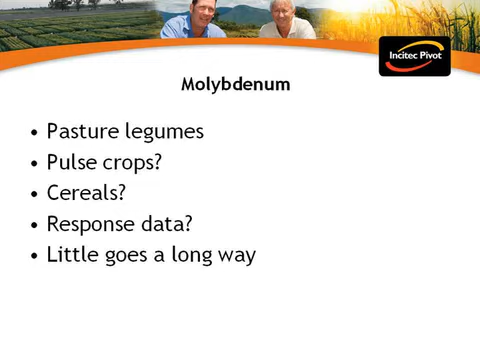 Incitec Pivot
Molybdenum
• Pasture legumes
• Pulse crops?
• Cereals?
• Response data?
• Little goes a long way